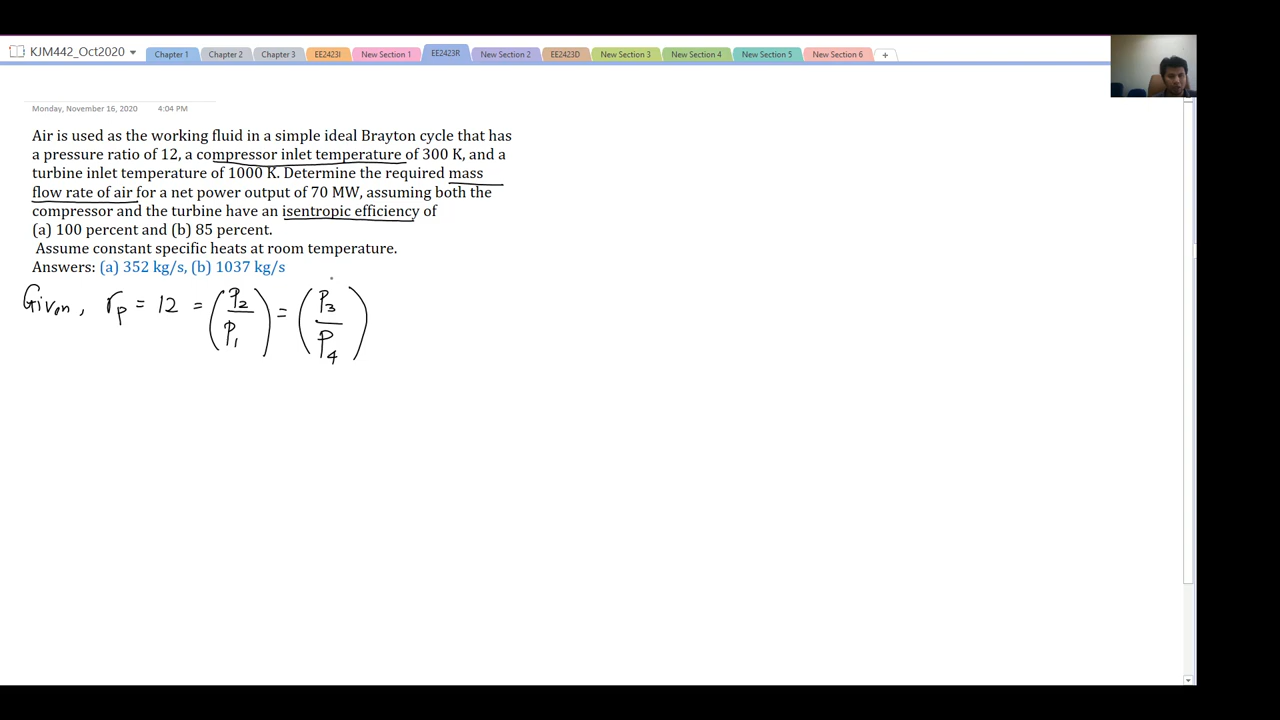 KJM442_Oct2020
Chapter 1 Chapter 2 Chapter 3 EE2423I New Section 1 EE2423R New Section 2 EE2423D New Section 3 New Section 4 New Section 5 New Section 6 +
Monday, November 16, 2020 4:04 PM
Air is used as the working fluid in a simple ideal Brayton cycle that has
a pressure ratio of 12, a compressor inlet temperature of 300 K, and a
turbine inlet temperature of 1000 K. Determine the required mass
flow rate of air for a net power output of 70 MW, assuming both the
compressor and the turbine have an isentropic efficiency of
(a) 100 percent and (b) 85 percent.
Assume constant specific heats at room temperature.
Answers: (a) 352 kg/s, (b) 1037 kg/s
Given, rp = 12 = (P2/P1) = (P3/P4)